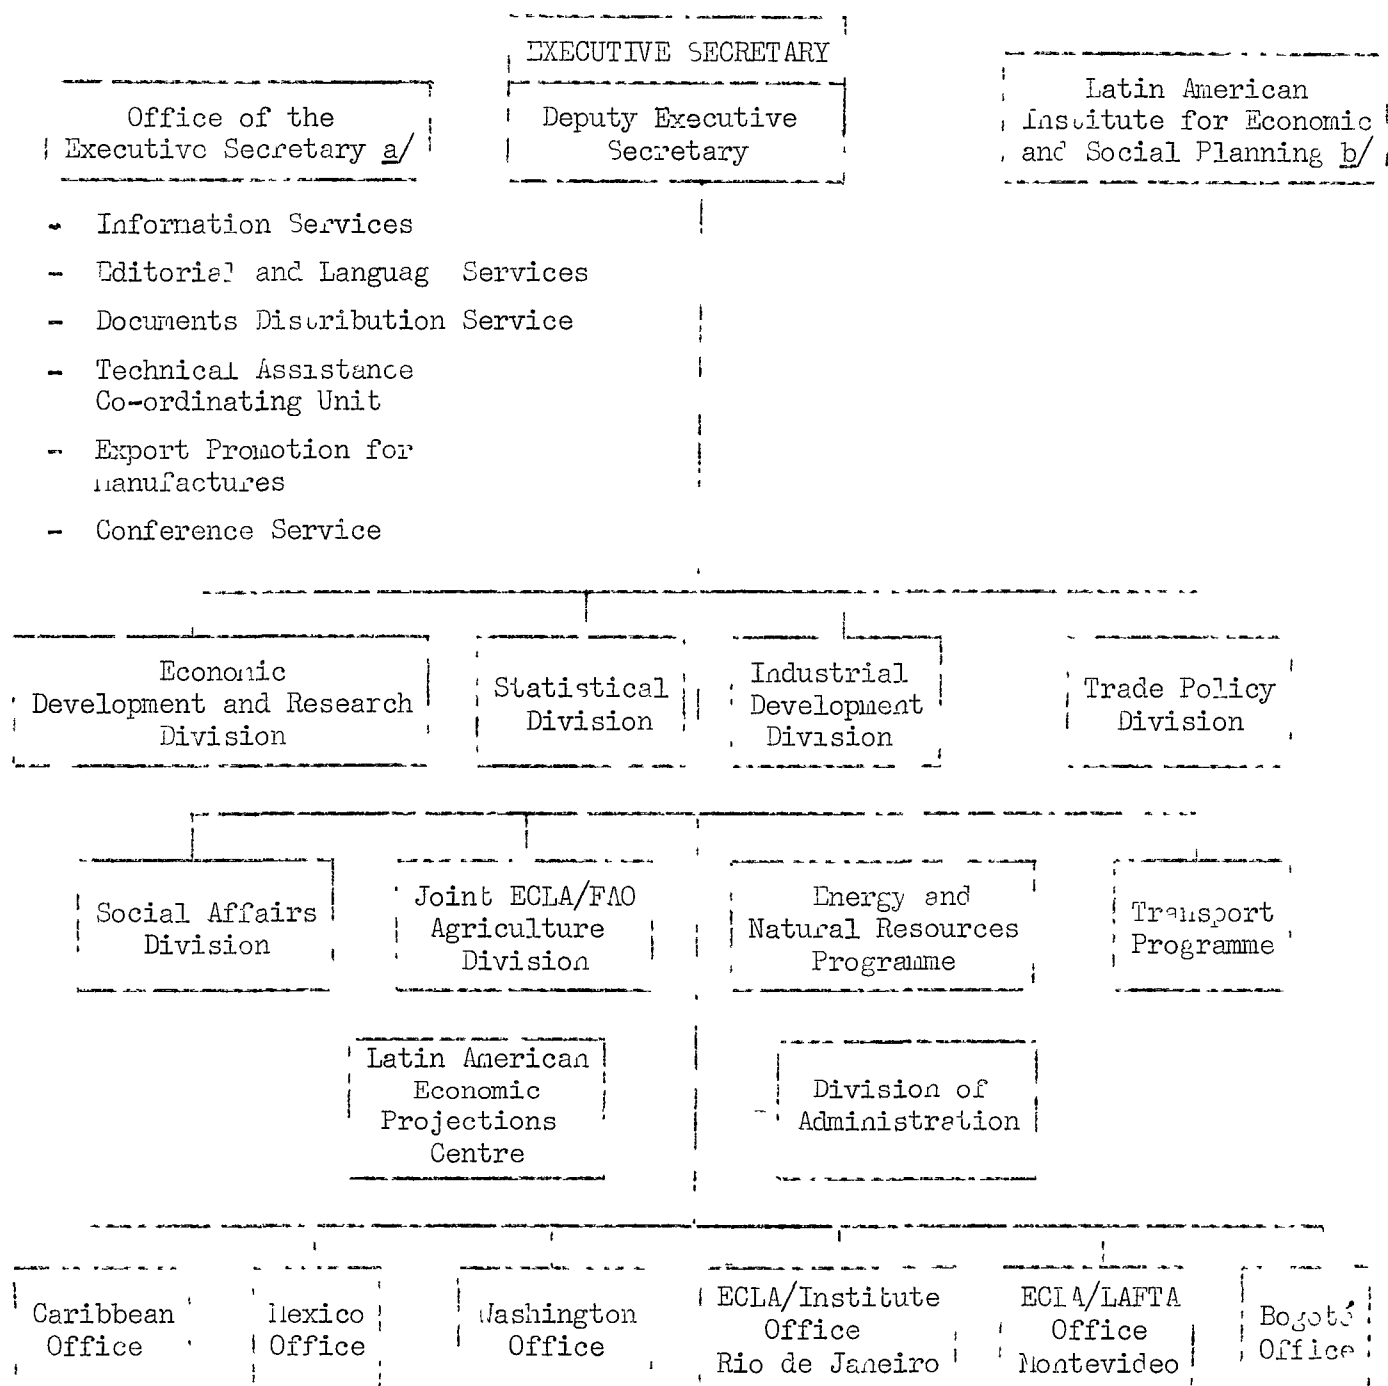 EXECUTIVE SECRETARY
Deputy Executive
Secretary
Office of the
Executive Secretary a/
Latin American
Institute for Economic
and Social Planning b/
- Information Services
- Editorial and Languag Services
- Documents Distribution Service
- Technical Assistance
Co-ordinating Unit
- Export Promotion for
Manufactures
- Conference Service
Economic
Development and Research
Division
Statistical
Division
Industrial
Development
Division
Trade Policy
Division
Social Affairs
Division
Joint ECLA/FAO
Agriculture
Division
Energy and
Natural Resources
Programme
Transport
Programme
Latin American
Economic
Projections
Centre
Division of
Administration
Caribbean
Office
Mexico
Office
Washington
Office
ECLA/Institute
Office
Rio de Janeiro
ECLA/LAFTA
Office
Montevideo
Bogotá
Office